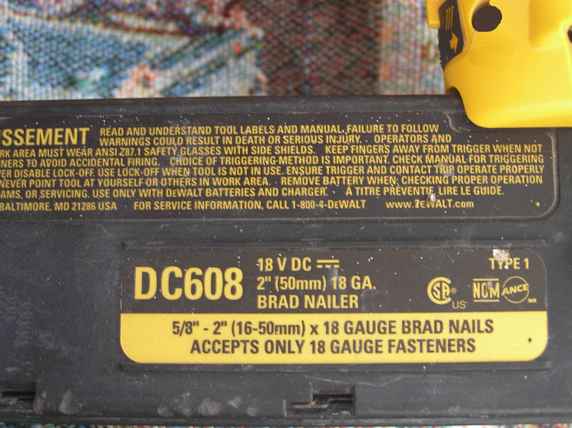 ISSEMENT READ AND UNDERSTAND TOOL LABELS AND MANUAL. FAILURE TO FOLLOW
WARNINGS COULD RESULT IN DEATH OR SERIOUS INJURY. · OPERATORS AND
RK AREA MUST WEAR ANSI Z87.1 SAFETY GLASSES WITH SIDE SHIELDS. · KEEP FINGERS AWAY FROM TRIGGER WHEN NOT
NERS TO AVOID ACCIDENTAL FIRING. · CHOICE OF TRIGGERING METHOD IS IMPORTANT. CHECK MANUAL FOR TRIGGERING
ER DISABLE LOCK-OFF. USE LOCK-OFF WHEN TOOL IS NOT IN USE. ENSURE TRIGGER AND CONTACT TRIP OPERATE PROPERLY
NEVER POINT TOOL AT YOURSELF OR OTHERS IN WORK AREA. · REMOVE BATTERY WHEN: CHECKING PROPER OPERATION
AMS, OR SERVICING. USE ONLY WITH DEWALT BATTERIES AND CHARGER. · À TITRE PRÉVENTIF, LIRE LE GUIDE.
BALTIMORE, MD 21286 USA · FOR SERVICE INFORMATION, CALL 1-800-4-DEWALT www.DEWALT.com
DC608
18 V DC
2" (50mm) 18 GA.
BRAD NAILER
TYPE 1
SA
US
NOM
ANCE
5/8" - 2" (16-50mm) x 18 GAUGE BRAD NAILS
ACCEPTS ONLY 18 GAUGE FASTENERS